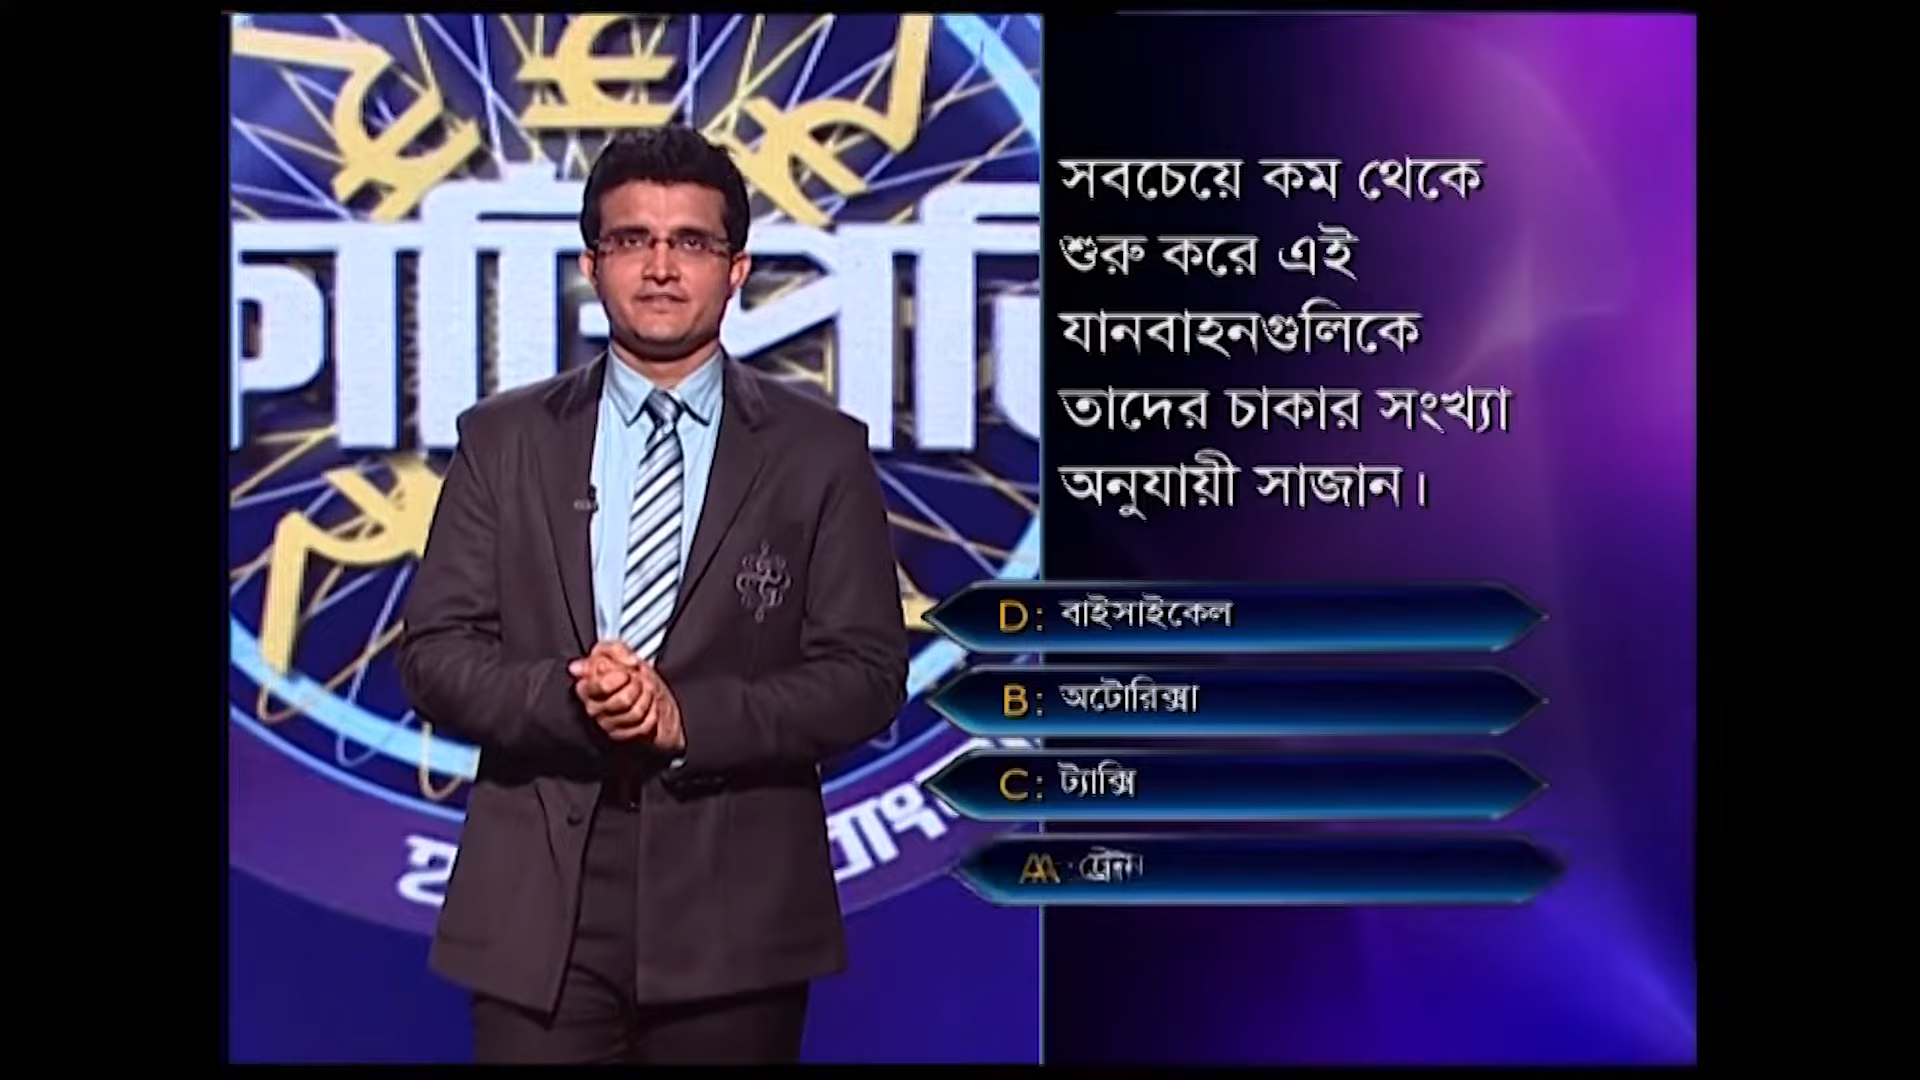 সবচেয়ে কম থেকে
শুরু করে এই
যানবাহনগুলিকে
তাদের চাকার সংখ্যা
অনুযায়ী সাজান।
D: বাইসাইকেল
B: অটোরিক্সা
C: ট্যাক্সি
A: ট্রেন